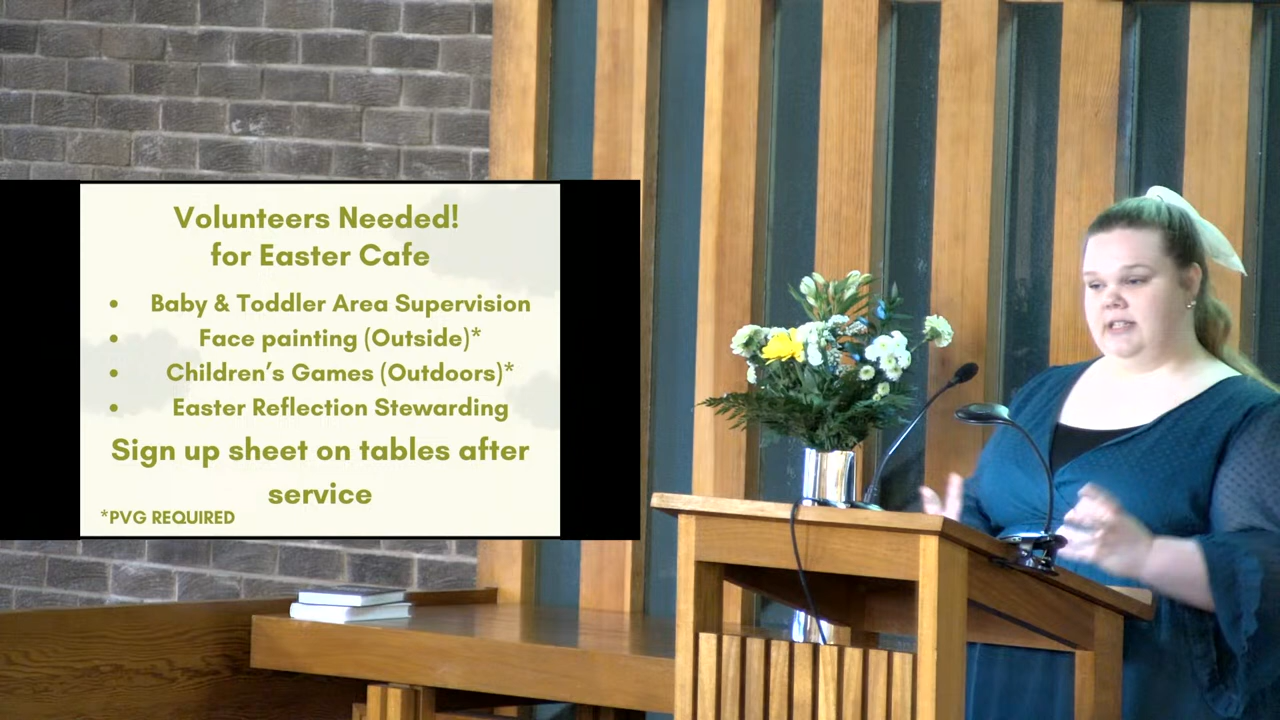 Volunteers Needed!
for Easter Cafe
• Baby & Toddler Area Supervision
• Face painting (Outside)*
• Children's Games (Outdoors)*
• Easter Reflection Stewarding
Sign up sheet on tables after
service
*PVG REQUIRED